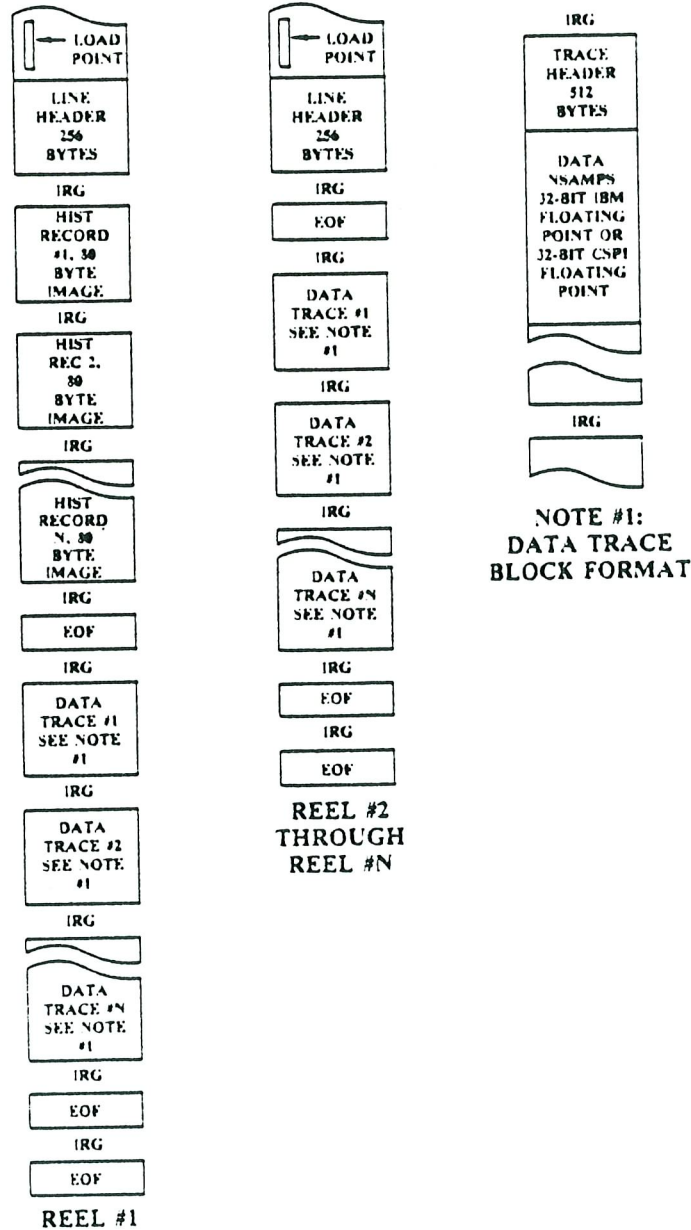 LOAD
POINT
LINE
HEADER
256
BYTES
IRG
HIST
RECORD
#1, 80
BYTE
IMAGE
IRG
HIST
REC 2,
80
BYTE
IMAGE
IRG
HIST
RECORD
N, 80
BYTE
IMAGE
IRG
EOF
IRG
DATA
TRACE #1
SEE NOTE
#1
IRG
DATA
TRACE #2
SEE NOTE
#1
IRG
DATA
TRACE #N
SEE NOTE
#1
IRG
EOF
IRG
EOF
REEL #1
LOAD
POINT
LINE
HEADER
256
BYTES
IRG
EOF
IRG
DATA
TRACE #1
SEE NOTE
#1
IRG
DATA
TRACE #2
SEE NOTE
#1
IRG
DATA
TRACE #N
SEE NOTE
#1
IRG
EOF
IRG
EOF
REEL #2
THROUGH
REEL #N
IRG
TRACE
HEADER
512
BYTES
DATA
NSAMPS
32-BIT IBM
FLOATING
POINT OR
32-BIT CSPI
FLOATING
POINT
IRG
NOTE #1:
DATA TRACE
BLOCK FORMAT